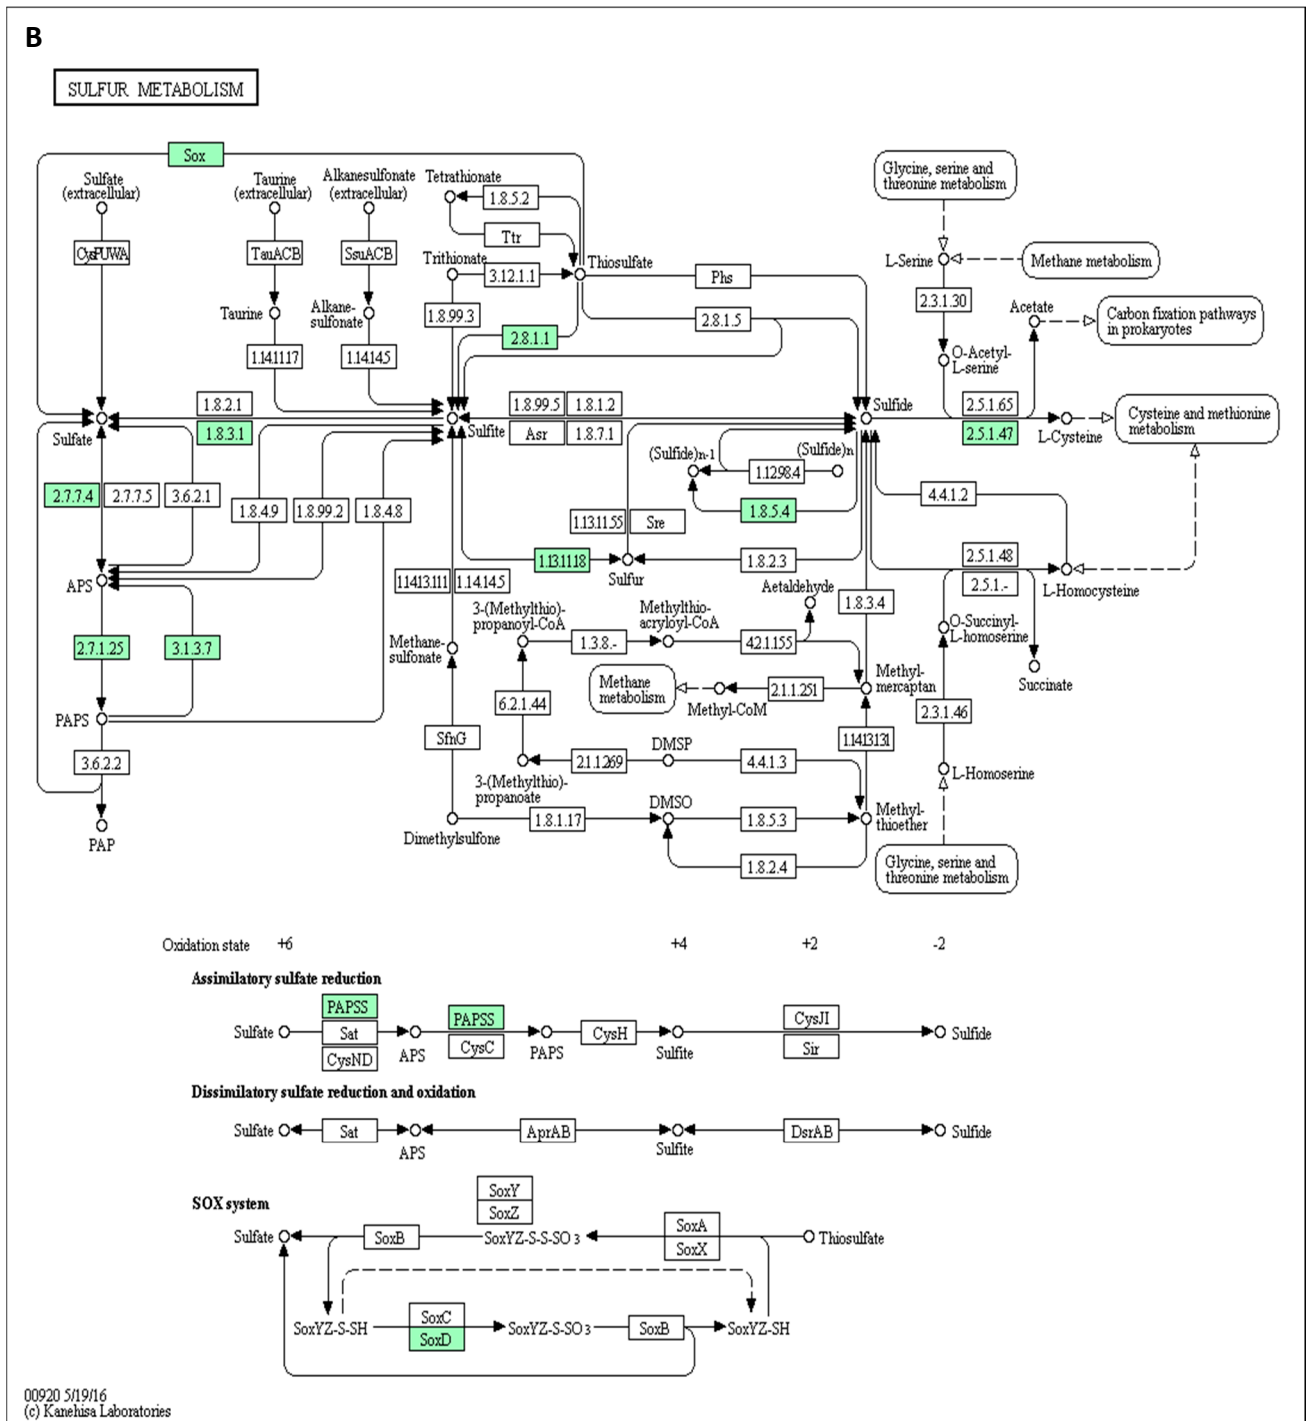 B
SULFUR METABOLISM
Sox
Sulfate
(extracellular)
Taurine
(extracellular)
Alkanesulfonate
(extracellular)
Tetrathionate
1.8.5.2
Ttr
Glycine, serine and
threonine metabolism
CysPUWA
TauACB
SsuACB
Trithionate
3.12.1.1
Thiosulfate
Phs
L-Serine
Methane metabolism
2.3.1.30
Taurine
Alkane-
sulfonate
1.8.99.3
2.8.1.1
2.8.1.5
Acetate
Carbon fixation pathways
in prokaryotes
1.14.11.17
1.14.14.5
O-Acetyl-
L-serine
1.8.2.1
1.8.3.1
Sulfate
Sulfite
1.8.99.5
1.8.1.2
Asr
1.8.7.1
Sulfide
2.5.1.65
2.5.1.47
L-Cysteine
Cysteine and methionine
metabolism
(Sulfide)n-1
(Sulfide)n
1.12.98.4
2.7.7.4
2.7.7.5
3.6.2.1
1.8.4.9
1.8.99.2
1.8.4.8
1.8.5.4
4.4.1.2
1.13.11.55
Sre
1.13.11.18
Sulfur
1.8.2.3
2.5.1.48
2.5.1.-
L-Homocysteine
APS
1.14.13.111
1.14.14.5
Aetaldehyde
1.8.3.4
3-(Methylthio)-
propanoyl-CoA
Methylthio-
acryloyl-CoA
O-Succinyl-
L-homoserine
2.7.1.25
3.1.3.7
Methane-
sulfonate
1.3.8.-
4.2.1.155
Succinate
Methane
metabolism
Methyl-CoM
2.1.1.251
Methyl-
mercaptan
6.2.1.44
2.3.1.46
PAPS
SfnG
DMSP
1.14.13.131
3.6.2.2
2.1.1.269
4.4.1.3
3-(Methylthio)-
propanoate
L-Homoserine
DMSO
Dimethylsulfone
1.8.1.17
1.8.5.3
Methyl-
thioether
PAP
1.8.2.4
Glycine, serine and
threonine metabolism
Oxidation state +6 +4 +2 -2
Assimilatory sulfate reduction
PAPSS
PAPSS
CysJI
Sulfate
Sat
APS
CysC
PAPS
CysH
Sulfite
Sir
Sulfide
CysND
Dissimilatory sulfate reduction and oxidation
Sulfate
Sat
APS
AprAB
Sulfite
DsrAB
Sulfide
SOX system
SoxY
SoxZ
SoxA
SoxX
Sulfate
SoxB
SoxYZ-S-S-SO3
Thiosulfate
SoxYZ-S-SH
SoxC
SoxD
SoxYZ-S-SO3
SoxB
SoxYZ-SH
00920 5/19/16
(c) Kanehisa Laboratories